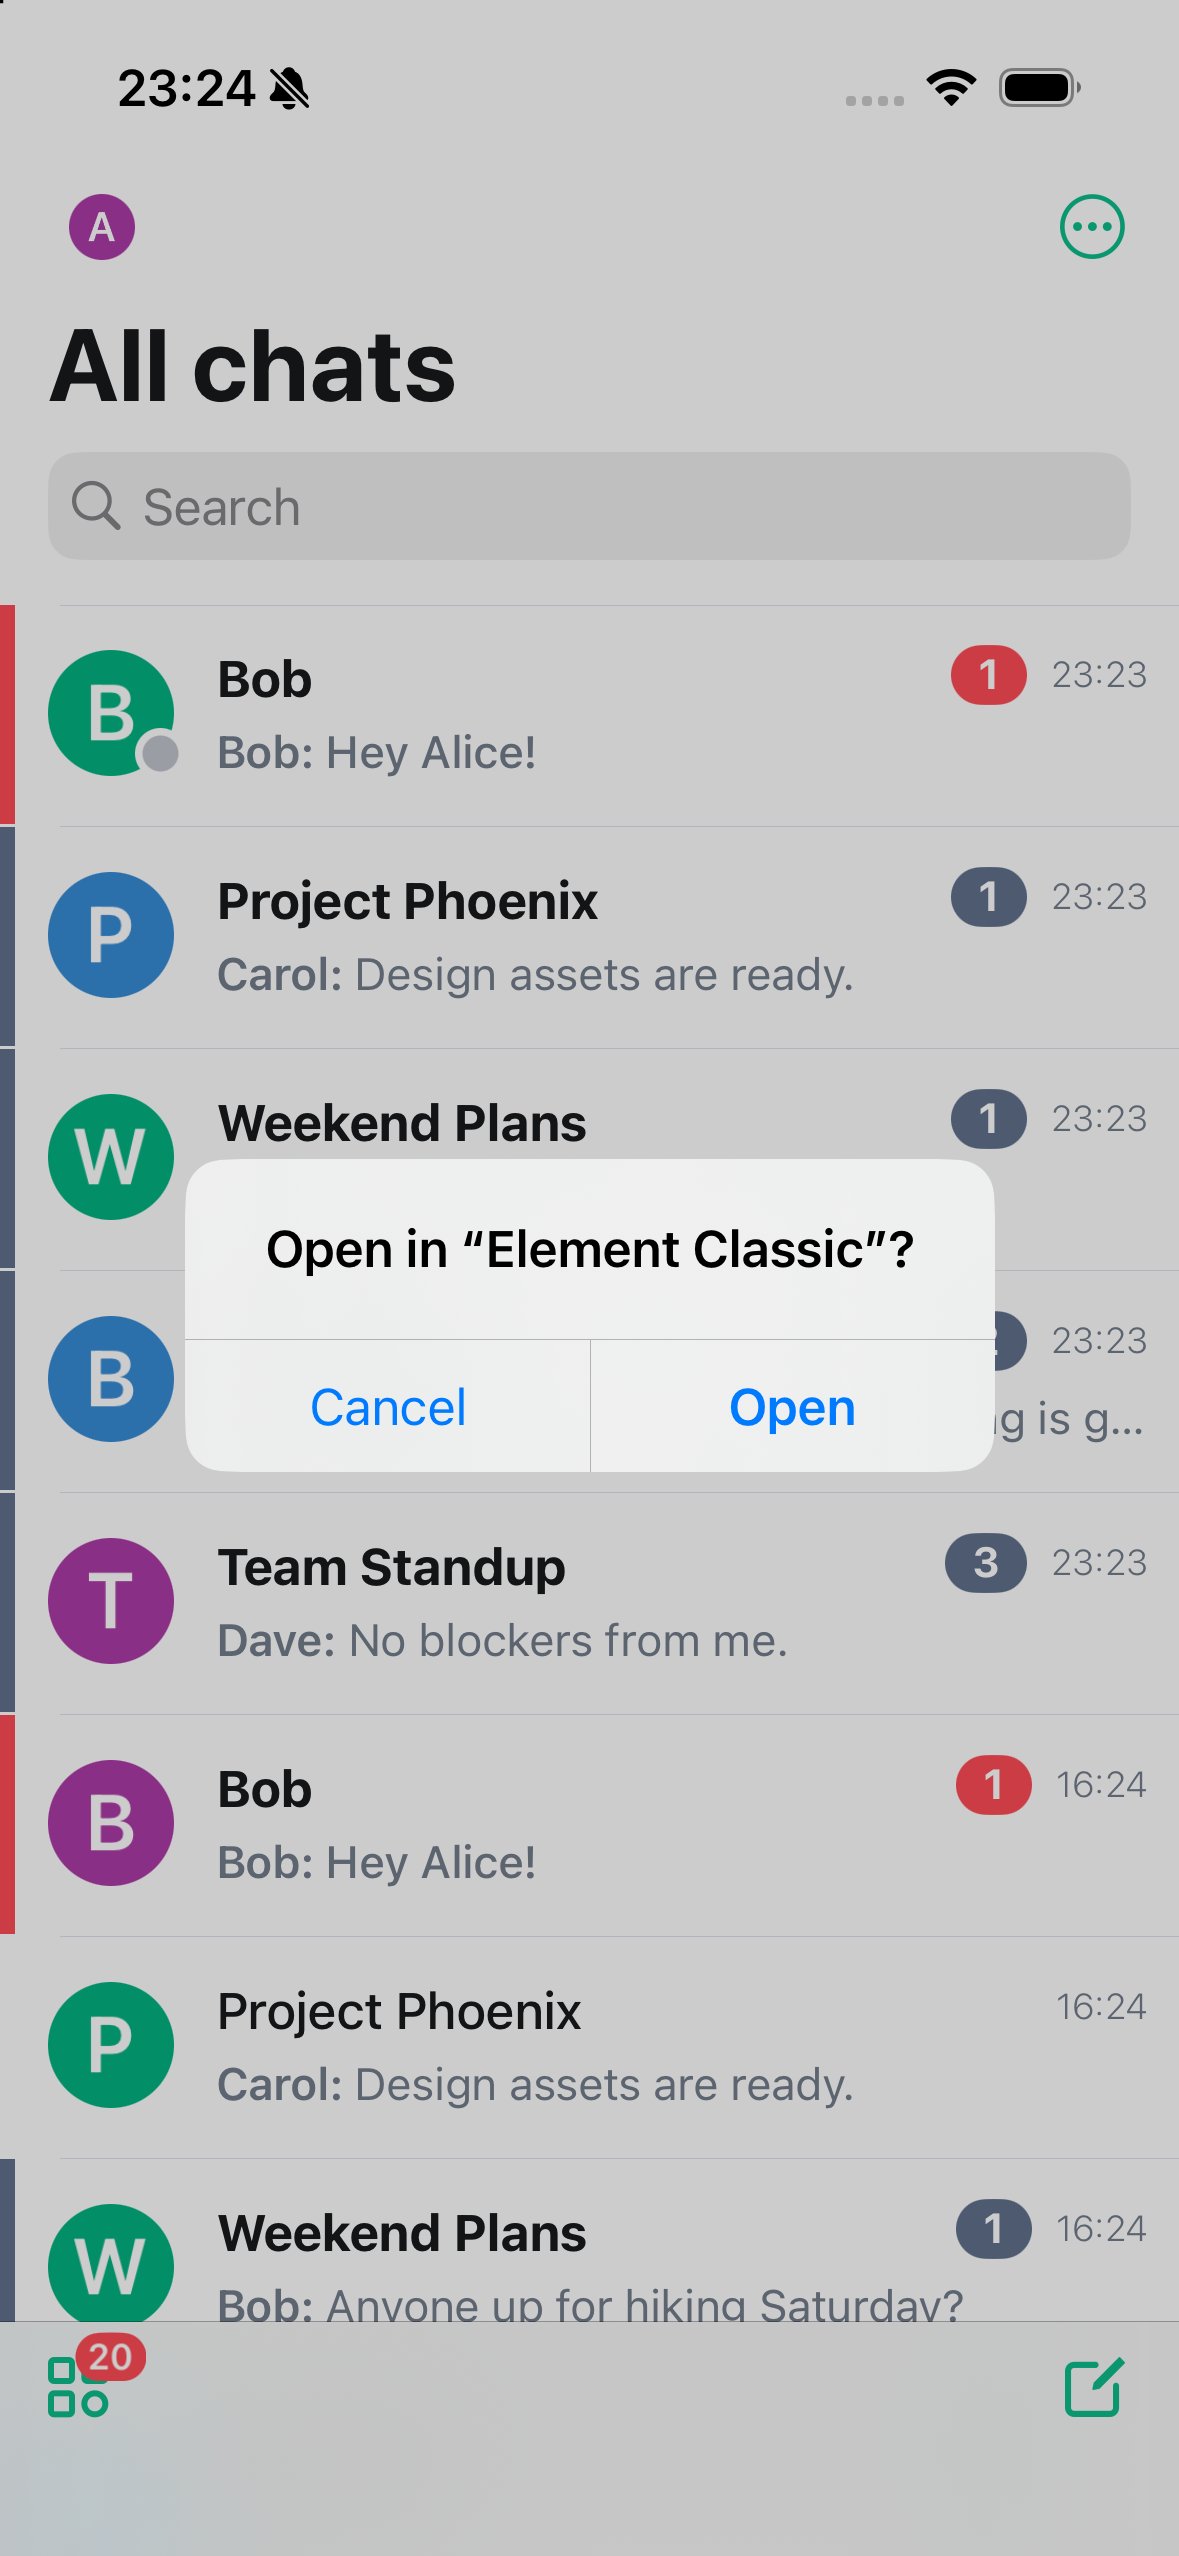 23:24
A
All chats
Search
B
Bob
1
23:23
Bob: Hey Alice!
P
Project Phoenix
1
23:23
Carol: Design assets are ready.
W
Weekend Plans
1
23:23
Open in “Element Classic”?
Cancel
Open
B
23:23
is g...
T
Team Standup
3
23:23
Dave: No blockers from me.
B
Bob
1
16:24
Bob: Hey Alice!
P
Project Phoenix
16:24
Carol: Design assets are ready.
W
Weekend Plans
1
16:24
Bob: Anyone up for hiking Saturday?
20